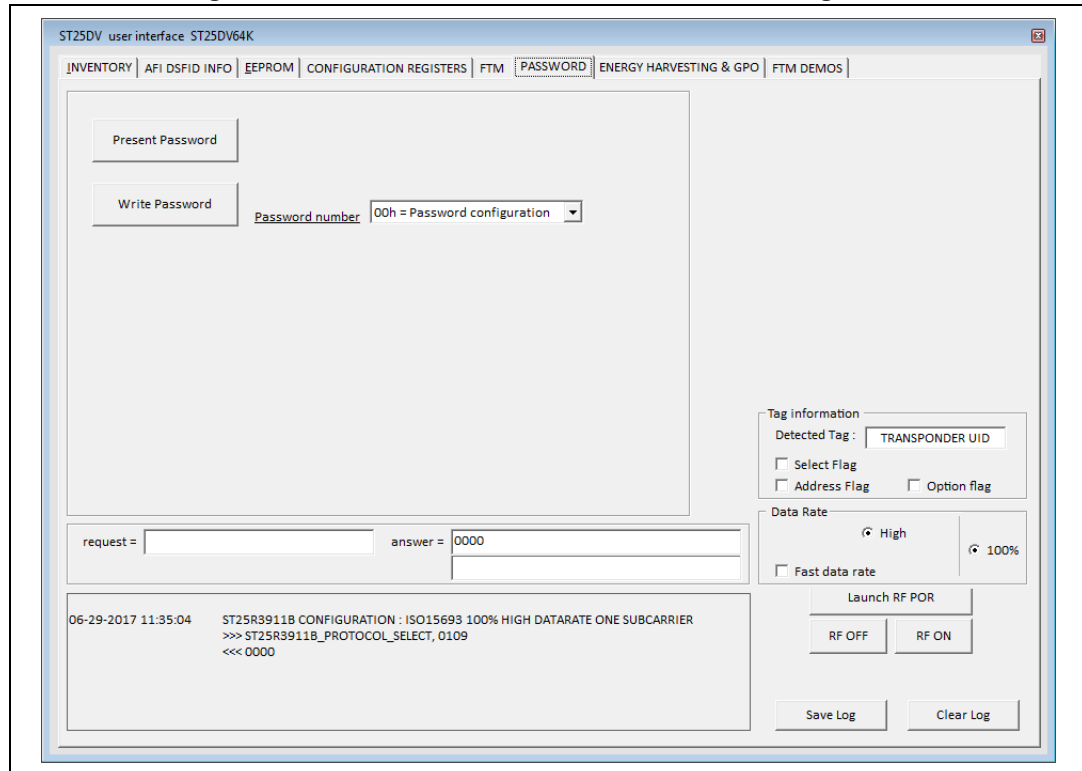 ST25DV user interface ST25DV64K
INVENTORY AFI DSFID INFO EEPROM CONFIGURATION REGISTERS FTM PASSWORD ENERGY HARVESTING & GPO FTM DEMOS
Present Password
Write Password
Password number 00h = Password configuration
Tag information
Detected Tag : TRANSPONDER UID
Select Flag
Address Flag Option flag
Data Rate
High
100%
Fast data rate
request = answer = 0000
Launch RF POR
RF OFF RF ON
06-29-2017 11:35:04 ST25R3911B CONFIGURATION : ISO15693 100% HIGH DATARATE ONE SUBCARRIER
>>> ST25R3911B_PROTOCOL_SELECT, 0109
<<< 0000
Save Log Clear Log